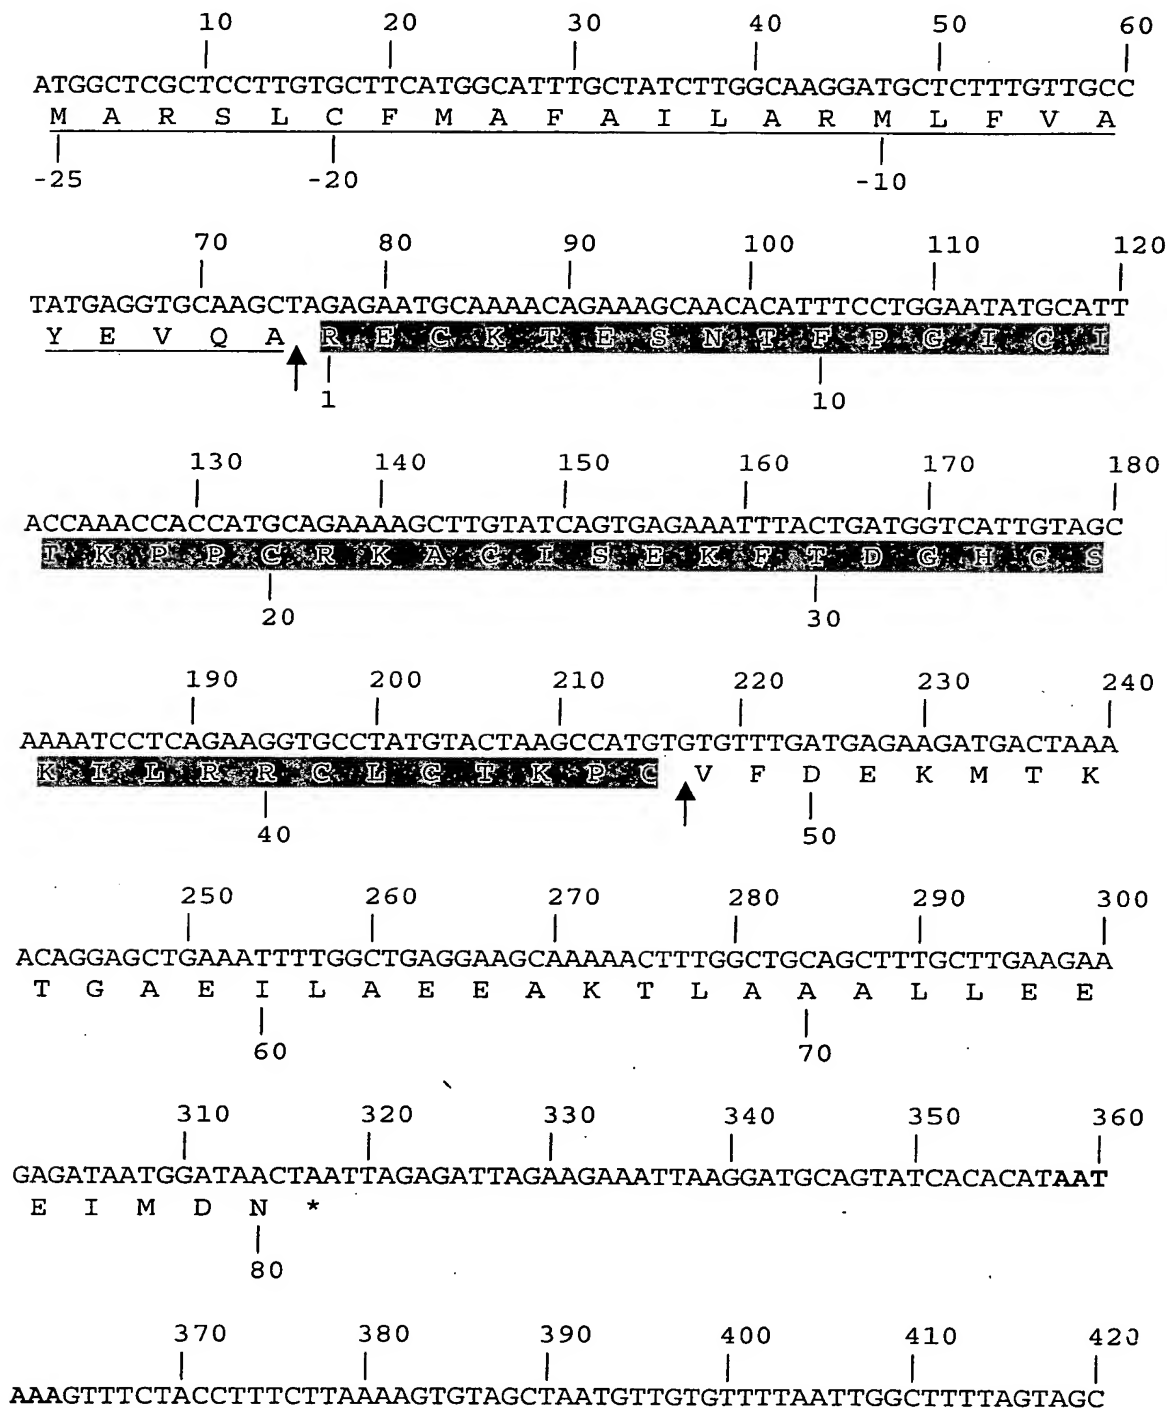 10 20 30 40 50 60
ATGGCTCGCTCCTTGTGCTTCATGGCATTTGCTATCTTGGCAAGGATGCTCTTTGTTGCC
M A R S L C F M A F A I L A R M L F V A
-25 -20 -10
70 80 90 100 110 120
TATGAGGTGCAAGCTAGAGAATGCAAAACAGAAAGCAACACATTTCCTGGAATATGCATT
Y E V Q A R E C K T E S N T F P G I C I
1 10
130 140 150 160 170 180
ACCAAACCACCATGCAGAAAAGCTTGTATCAGTGAGAAATTTACTGATGGTCATTGTAGC
T K P P C R K A C I S E K F T D G H C S
20 30
190 200 210 220 230 240
AAAATCCTCAGAAGGTGCCTATGTACTAAGCCATGTGTGTTTGATGAGAAGATGACTAAA
K I L R R C L C T K P C V F D E K M T K
40 50
250 260 270 280 290 300
ACAGGAGCTGAAATTTTGGCTGAGGAAGCAAAAACTTTGGCTGCAGCTTTGCTTGAAGAA
T G A E I L A E E A K T L A A A L L E E
60 70
310 320 330 340 350 360
GAGATAATGGATAACTAATTAGAGATTAGAAGAAATTAAGGATGCAGTATCACACATAAT
E I M D N *
80
370 380 390 400 410 420
AAAGTTTCTACCTTTCTTAAAAGTGTAGCTAATGTTGTGTTTTAATTGGCTTTTAGTAGC